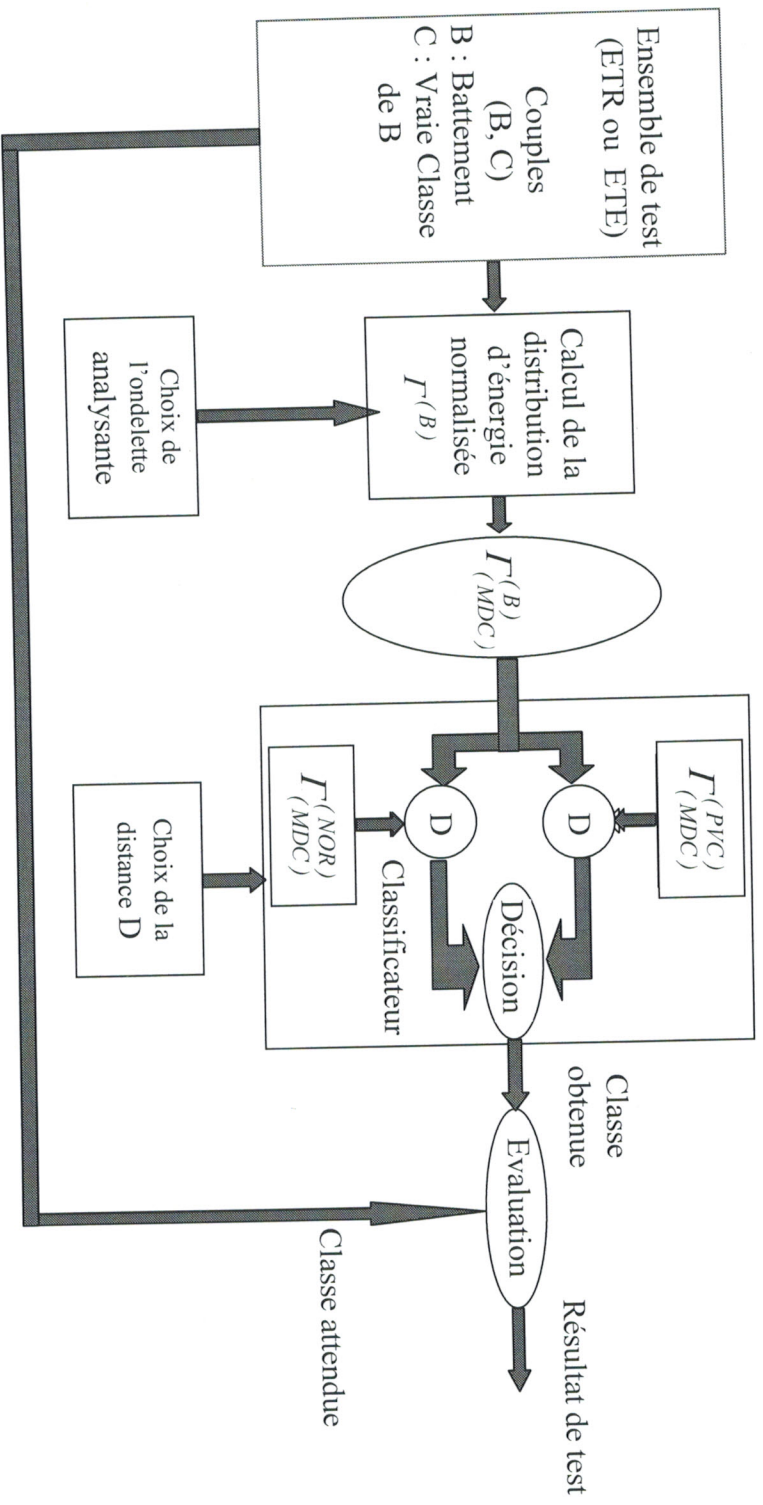 Ensemble de test
(ETR ou ETE)
Couples
(B, C)
B : Battement
C : Vraie Classe
de B
Calcul de la
distribution
d'énergie
normalisée
Γ^(B)
Choix de
l'ondelette
analysante
Γ^(B)_(MDC)
Γ^(PVC)_(MDC)
D
D
Γ^(NOR)_(MDC)
Décision
Classificateur
Choix de la
distance D
Classe
obtenue
Evaluation
Classe attendue
Résultat de test